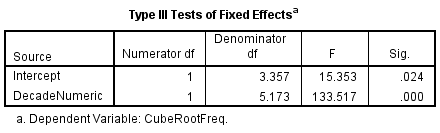 Type III Tests of Fixed Effectsa
Source Numerator df Denominator df F Sig.
Intercept 1 3.357 15.353 .024
DecadeNumeric 1 5.173 133.517 .000
a. Dependent Variable: CubeRootFreq.